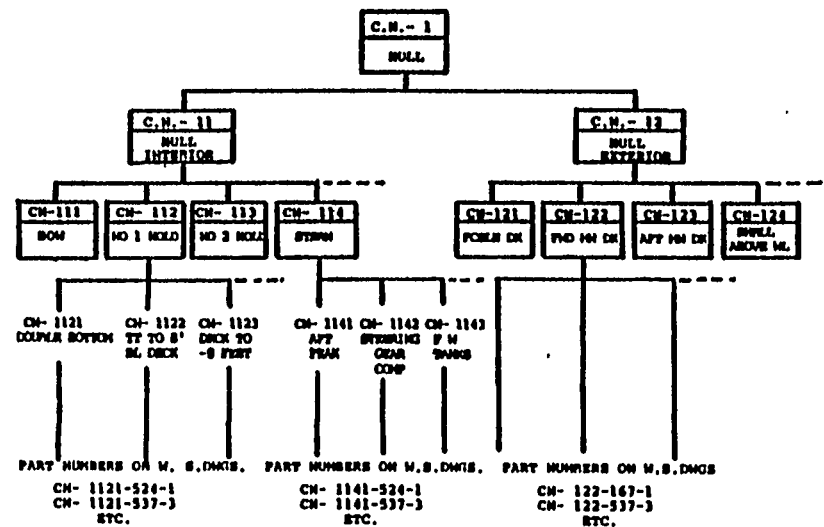 C.N.- 1
HULL
C.N.- 11
HULL
INTERIOR
C.N.- 12
HULL
EXTERIOR
CN-111
BOW
CN- 112
NO 1 HOLD
CN- 113
NO 2 HOLD
CN- 114
STERN
CN-121
FCSLE DK
CN-122
FWD MN DK
CN-123
AFT MN DK
CN-124
SHELL
ABOVE WL
CN- 1121
DOUBLE BOTTOM
CN- 1122
TT TO 8'
BL DECK
CN- 1123
DECK TO
-8 FEET
CN- 1141
AFT
PEAK
CN- 1142
STEERING
GEAR
COMP
CN- 1143
F W
TANKS
PART NUMBERS ON W. S.DWGS.
CN- 1121-524-1
CN- 1121-537-3
ETC.
PART NUMBERS ON W.S.DWGS.
CN- 1141-524-1
CN- 1141-537-3
ETC.
PART NUMBERS ON W.S.DWGS
CN- 122-167-1
CN- 122-537-3
ETC.